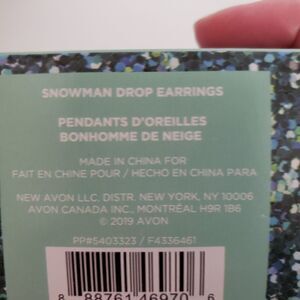 SNOWMAN DROP EARRINGS
PENDANTS D'OREILLES
BONHOMME DE NEIGE
MADE IN CHINA FOR
FAIT EN CHINE POUR / HECHO EN CHINA PARA
NEW AVON LLC. DISTR. NEW YORK, NY 10006
AVON CANADA INC., MONTRÉAL H9R 1B6
© 2019 AVON
PP#5403323 / F4336461
8 88761 46970 6